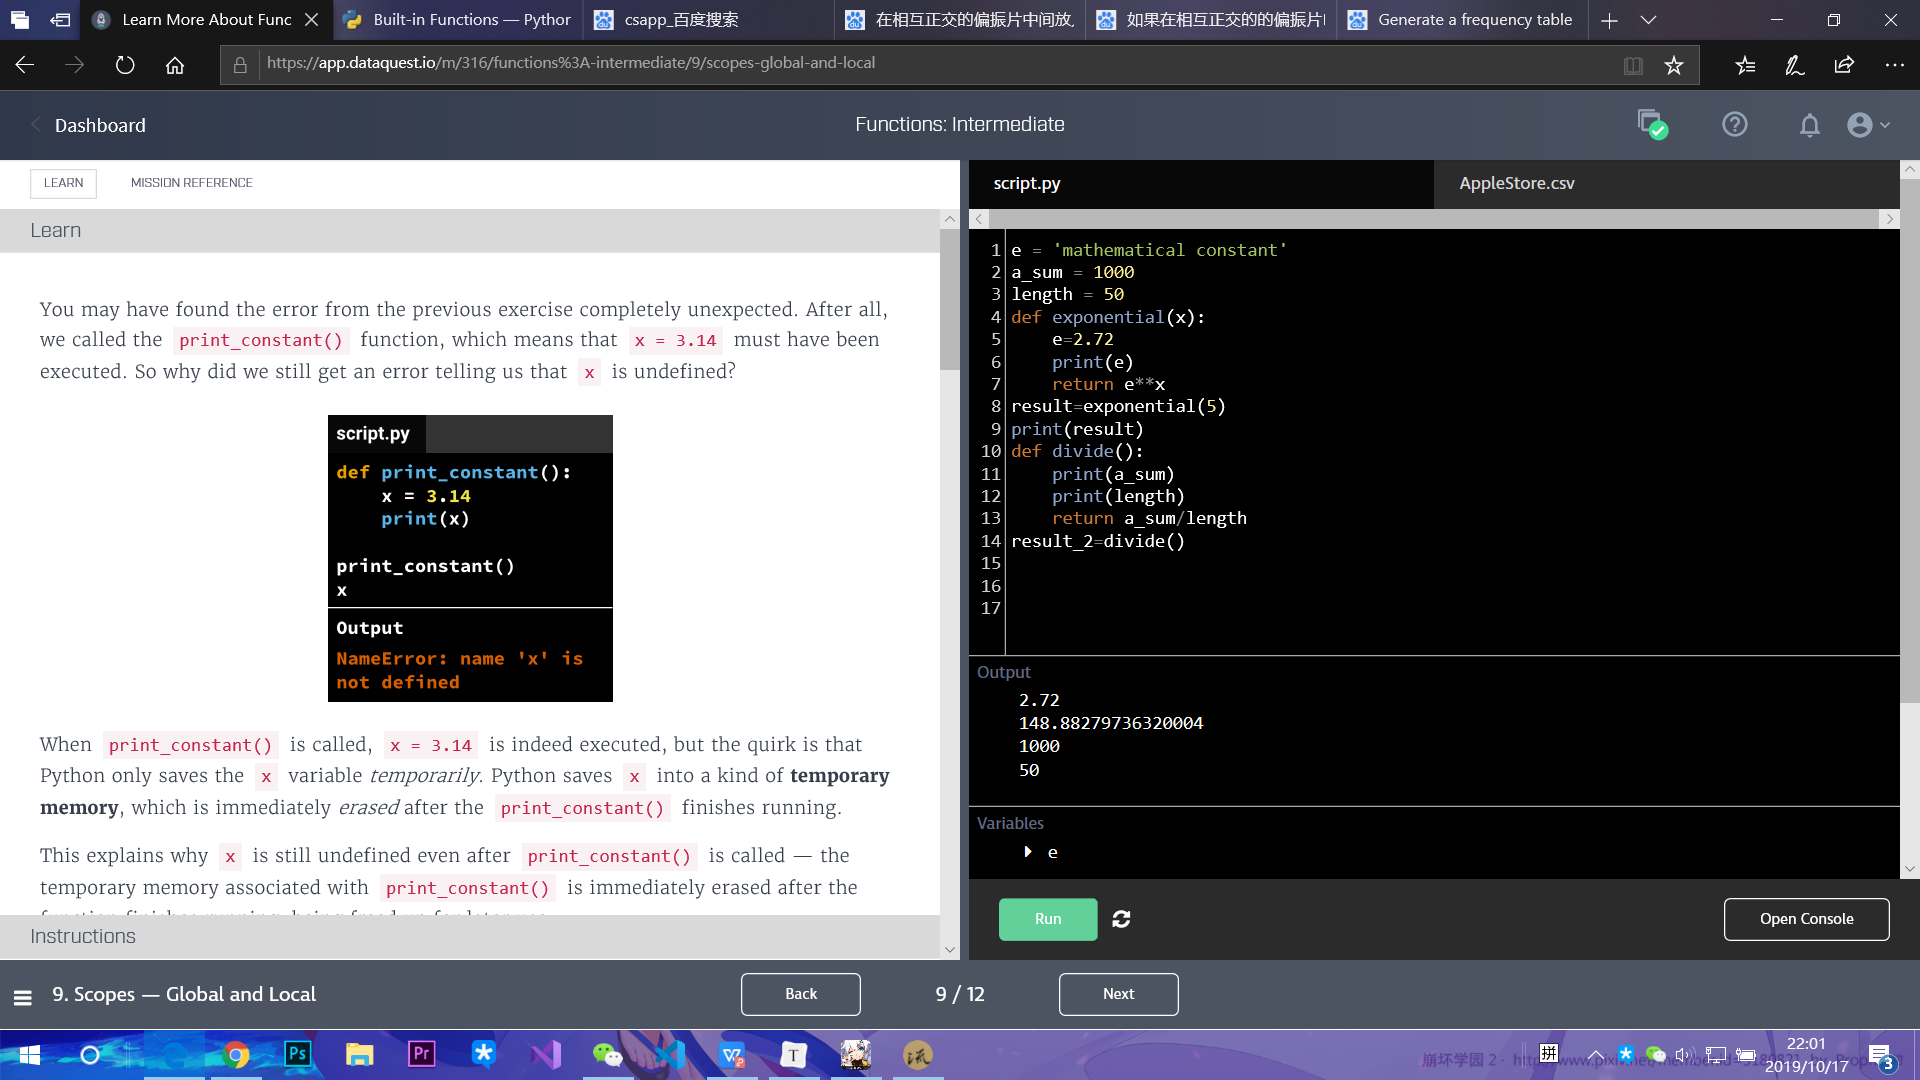 Learn More About Func
Built-in Functions — Pythor
csapp_百度搜索
在相互正交的偏振片中间放
如果在相互正交的的偏振片
Generate a frequency table
https://app.dataquest.io/m/316/functions%3A-intermediate/9/scopes-global-and-local
Dashboard
Functions: Intermediate
LEARN
MISSION REFERENCE
Learn
You may have found the error from the previous exercise completely unexpected. After all,
we called the print_constant() function, which means that x = 3.14 must have been
executed. So why did we still get an error telling us that x is undefined?
script.py
def print_constant():
x = 3.14
print(x)
print_constant()
x
Output
NameError: name 'x' is
not defined
When print_constant() is called, x = 3.14 is indeed executed, but the quirk is that
Python only saves the x variable temporarily. Python saves x into a kind of temporary
memory, which is immediately erased after the print_constant() finishes running.
This explains why x is still undefined even after print_constant() is called — the
temporary memory associated with print_constant() is immediately erased after the
Instructions
script.py
AppleStore.csv
1 e = 'mathematical constant'
2 a_sum = 1000
3 length = 50
4 def exponential(x):
5 e=2.72
6 print(e)
7 return e**x
8 result=exponential(5)
9 print(result)
10 def divide():
11 print(a_sum)
12 print(length)
13 return a_sum/length
14 result_2=divide()
15
16
17
Output
2.72
148.88279736320004
1000
50
Variables
e
Run
Open Console
9. Scopes — Global and Local
Back
9 / 12
Next
Ps
Pr
T
流
拼
崩坏学园 2
22:01
2019/10/17
3